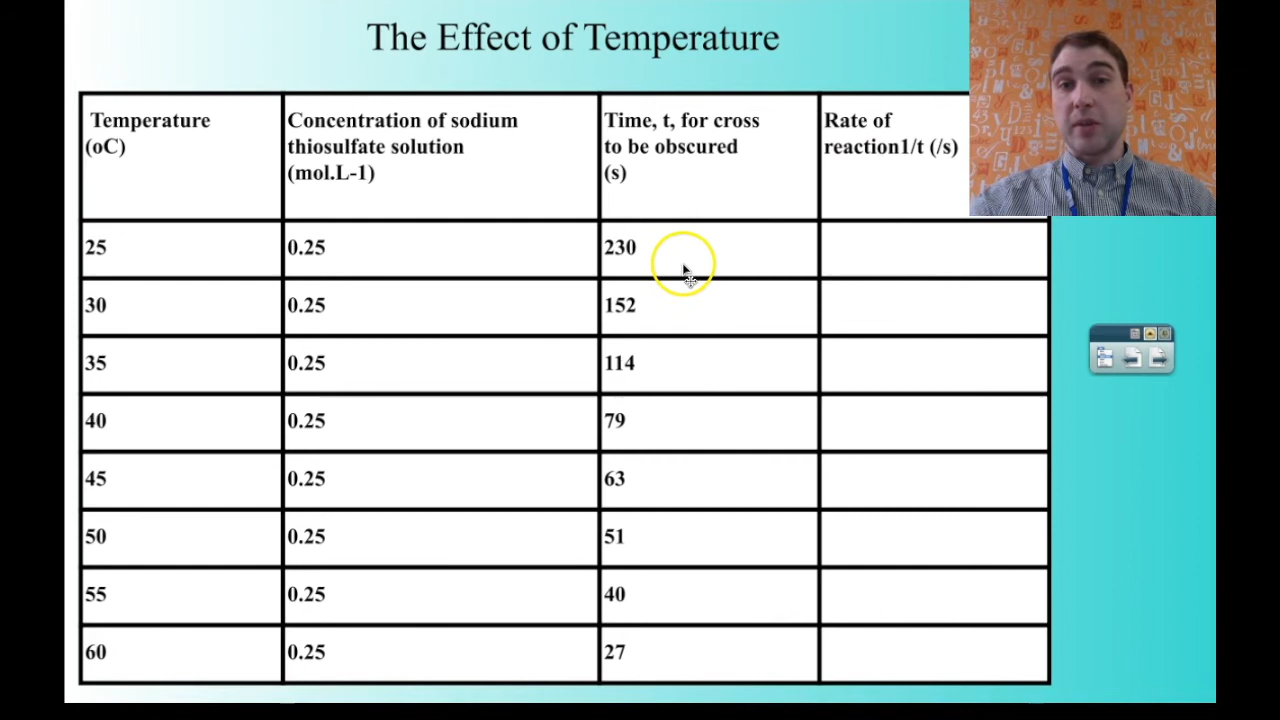 The Effect of Temperature
Temperature
(oC)
Concentration of sodium
thiosulfate solution
(mol.L-1)
Time, t, for cross
to be obscured
(s)
Rate of
reaction1/t (/s)
25 0.25 230
30 0.25 152
35 0.25 114
40 0.25 79
45 0.25 63
50 0.25 51
55 0.25 40
60 0.25 27